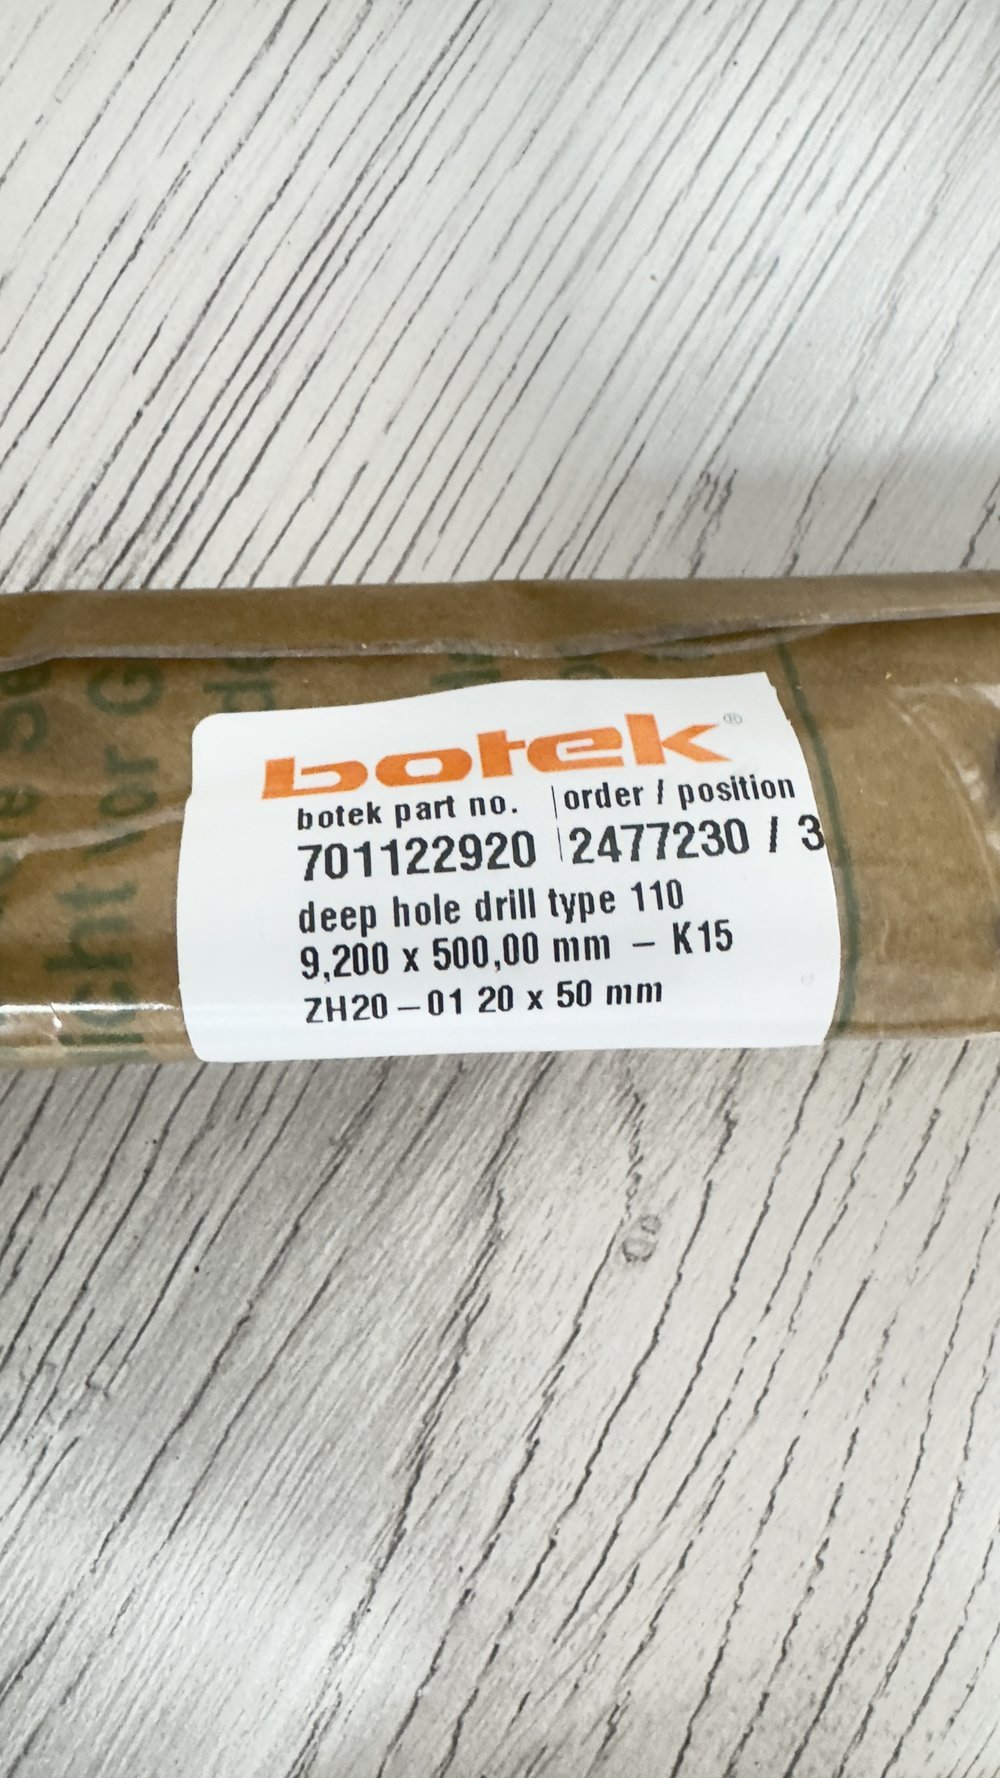 botek®
botek part no. | order / position
701122920 | 2477230 / 3
deep hole drill type 110
9,200 x 500,00 mm – K15
ZH20 – 01 20 x 50 mm